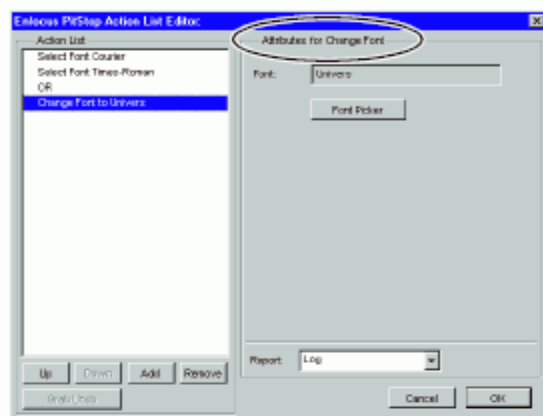 Enfocus PitStop Action List Editor:
Action List
Select Font Courier
Select Font Times-Roman
OR
Change Font to Univers
Attributes for Change Font
Font: Univers
Font Picker
Report: Log
Up Down Add Remove
Cancel OK